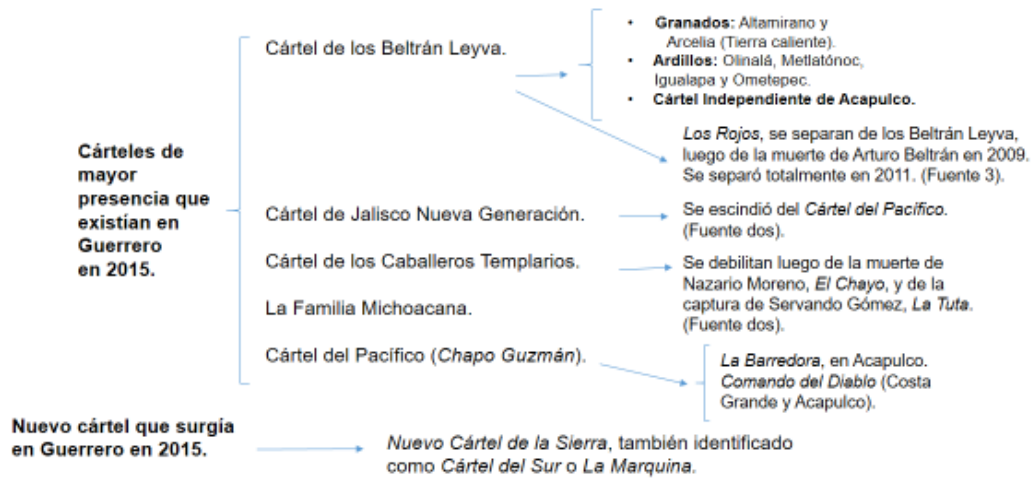 Cárteles de
mayor
presencia que
existían en
Guerrero
en 2015.
Cártel de los Beltrán Leyva.
• Granados: Altamirano y
Arcelia (Tierra caliente).
• Ardillos: Olinalá, Metlatónoc,
Igualapa y Ometepec.
• Cártel Independiente de Acapulco.
Los Rojos, se separan de los Beltrán Leyva,
luego de la muerte de Arturo Beltrán en 2009.
Se separó totalmente en 2011. (Fuente 3).
Cártel de Jalisco Nueva Generación.
Se escindió del Cártel del Pacífico.
(Fuente dos).
Cártel de los Caballeros Templarios.
Se debilitan luego de la muerte de
Nazario Moreno, El Chayo, y de la
captura de Servando Gómez, La Tuta.
(Fuente dos).
La Familia Michoacana.
Cártel del Pacífico (Chapo Guzmán).
La Barredora, en Acapulco.
Comando del Diablo (Costa
Grande y Acapulco).
Nuevo cártel que surgía
en Guerrero en 2015.
Nuevo Cártel de la Sierra, también identificado
como Cártel del Sur o La Marquina.